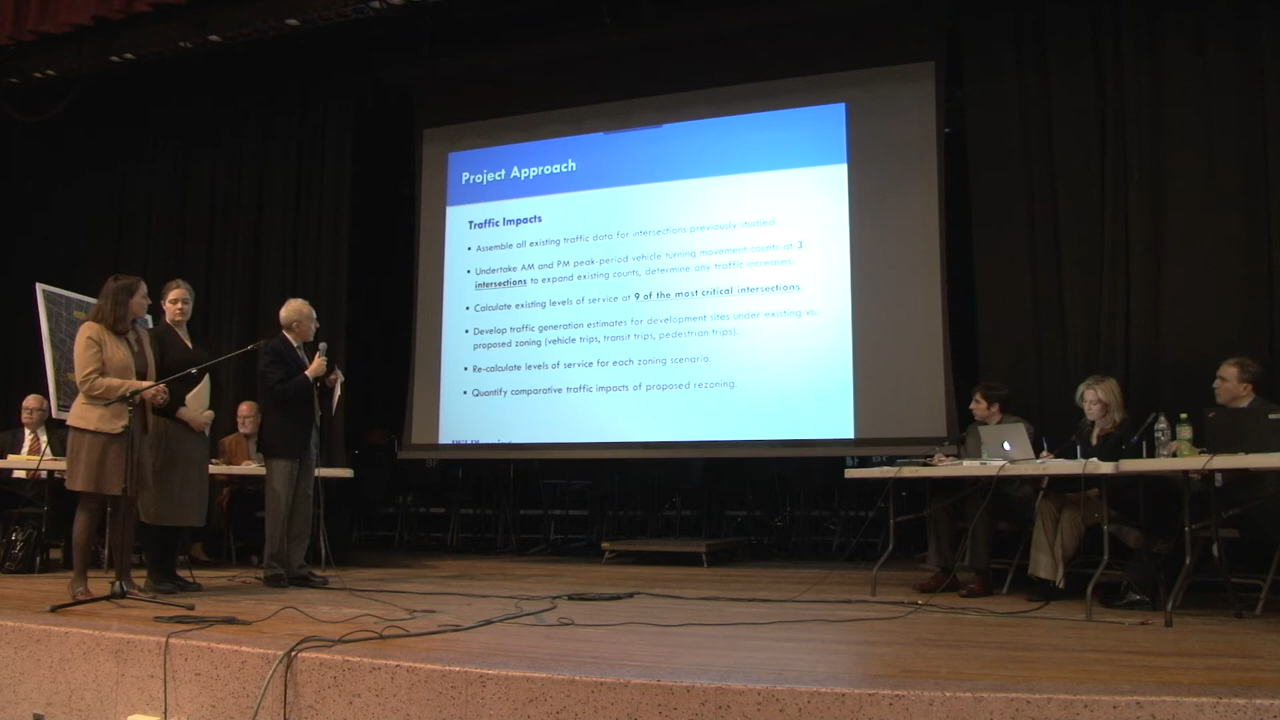 Project Approach
Traffic Impacts
▪ Assemble all existing traffic data for intersections previously studied.
▪ Undertake AM and PM peak-period vehicle turning movement counts at 3
intersections to expand existing counts, determine any traffic increases.
▪ Calculate existing levels of service at 9 of the most critical intersections.
▪ Develop traffic generation estimates for development sites under existing vs.
proposed zoning (vehicle trips, transit trips, pedestrian trips).
▪ Re-calculate levels of service for each zoning scenario.
▪ Quantify comparative traffic impacts of proposed rezoning.